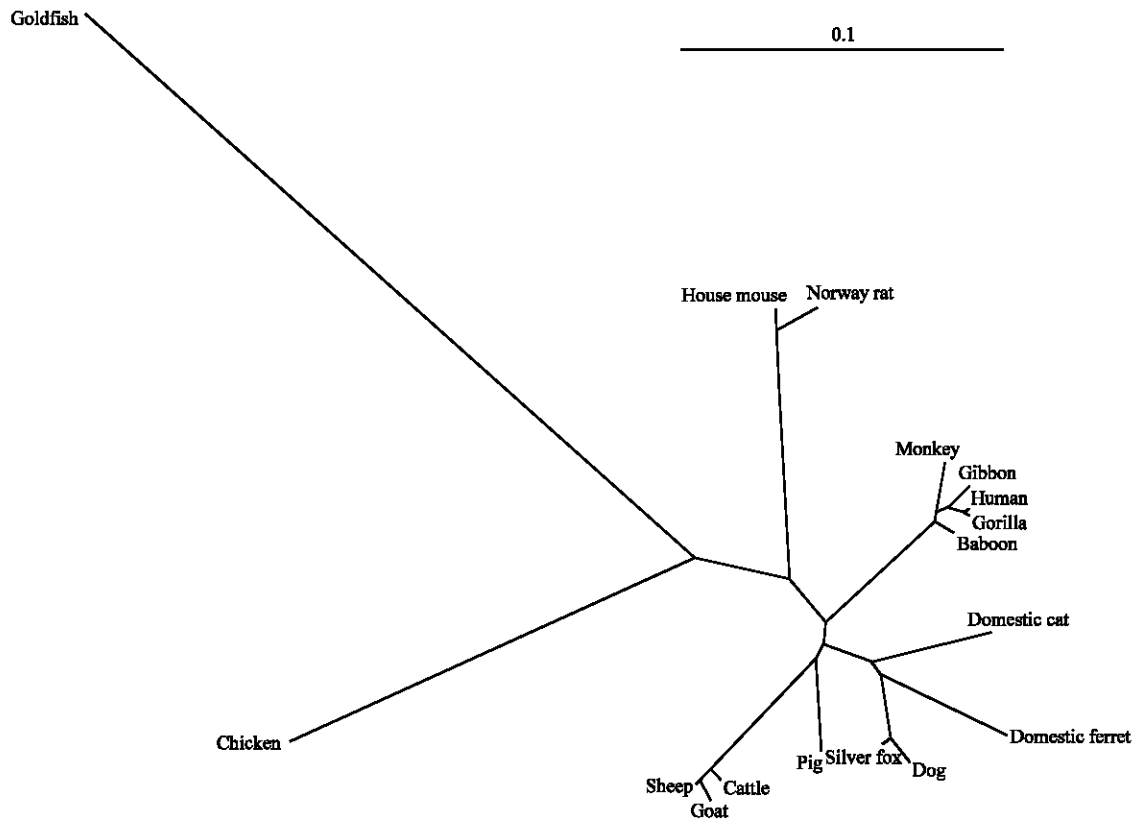 Goldfish
0.1
House mouse
Norway rat
Monkey
Gibbon
Human
Gorilla
Baboon
Domestic cat
Domestic ferret
Chicken
Pig
Silver fox
Dog
Sheep
Cattle
Goat